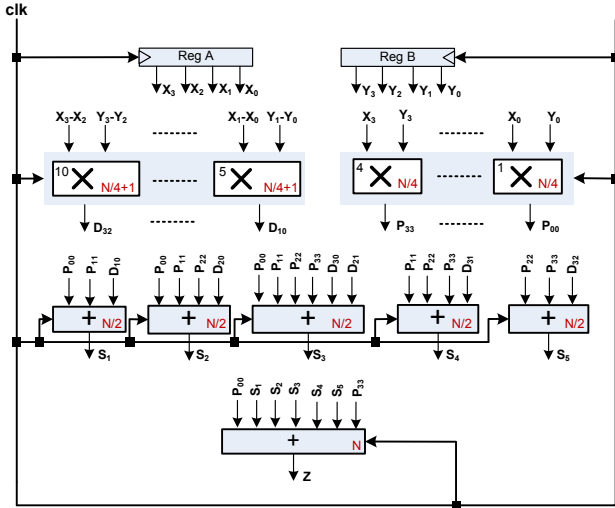 clk
Reg A
Reg B
X3 X2 X1 X0
Y3 Y2 Y1 Y0
X3-X2 Y3-Y2 X1-X0 Y1-Y0 X3 Y3 X0 Y0
10 N/4+1
5 N/4+1
4 N/4
1 N/4
D32 D10 P33 P00
P00 P11 D10
P00 P11 P22 D20
P00 P11 P22 P33 D30 D21
P11 P22 P33 D31
P22 P33 D32
+ N/2
+ N/2
+ N/2
+ N/2
+ N/2
S1 S2 S3 S4 S5
P00 S1 S2 S3 S4 S5 P33
+ N
Z